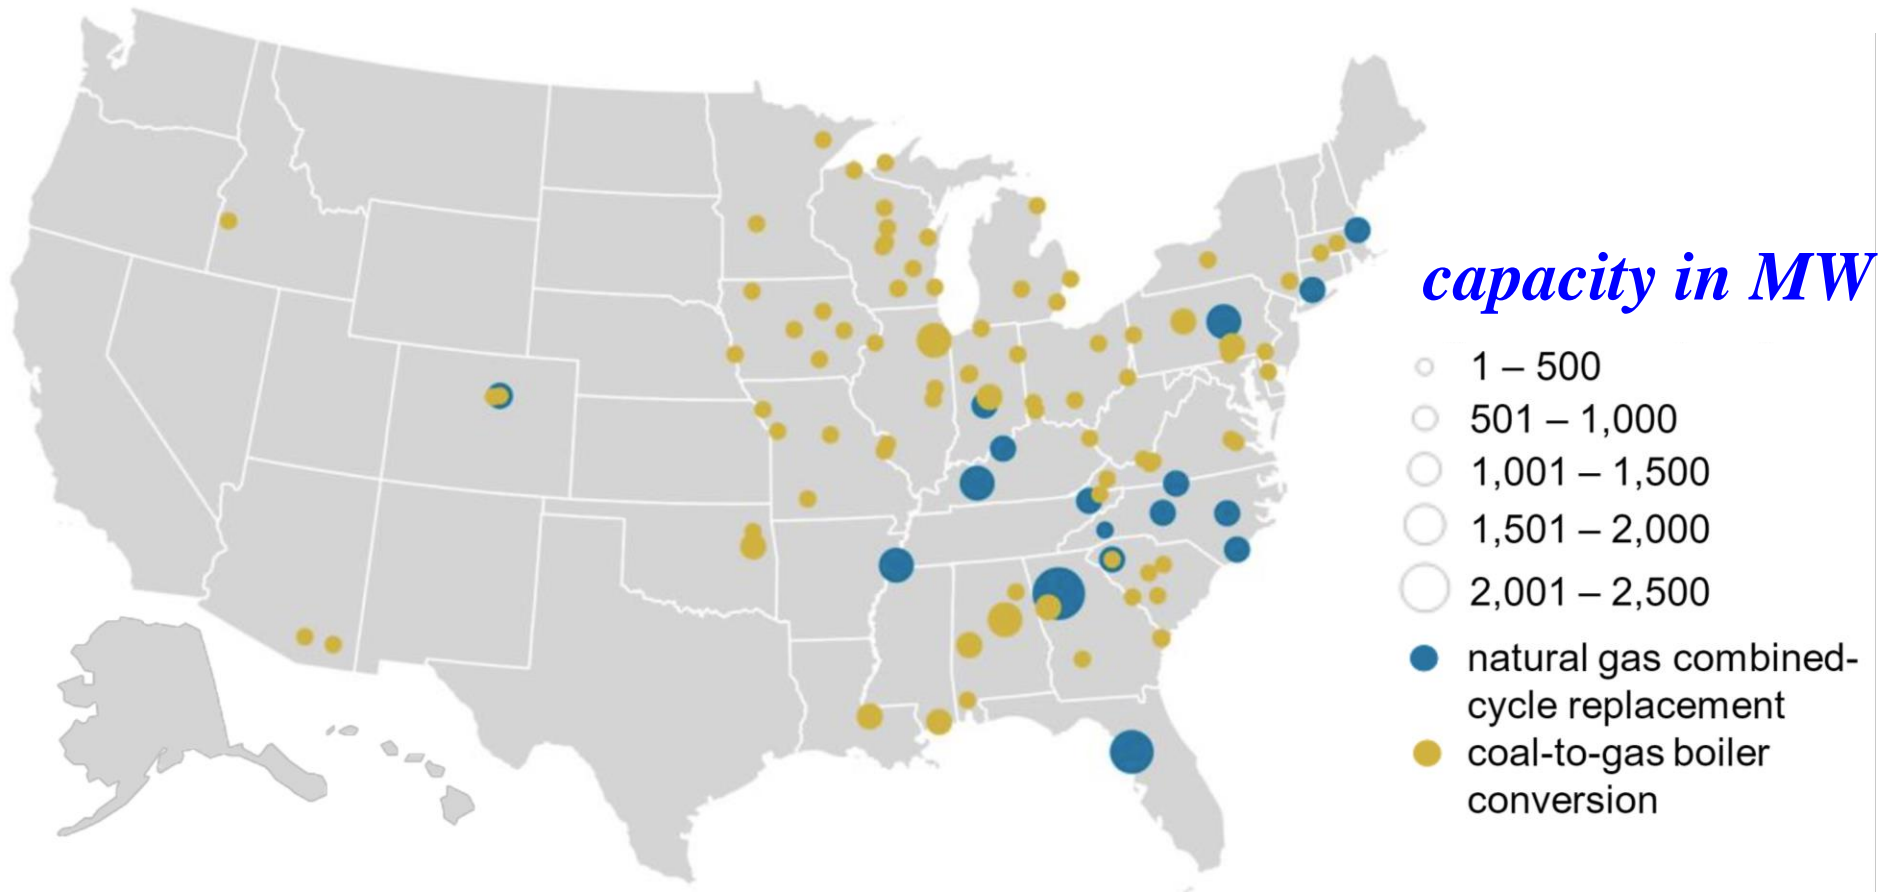 capacity in MW
1 – 500
501 – 1,000
1,001 – 1,500
1,501 – 2,000
2,001 – 2,500
natural gas combined-
cycle replacement
coal-to-gas boiler
conversion